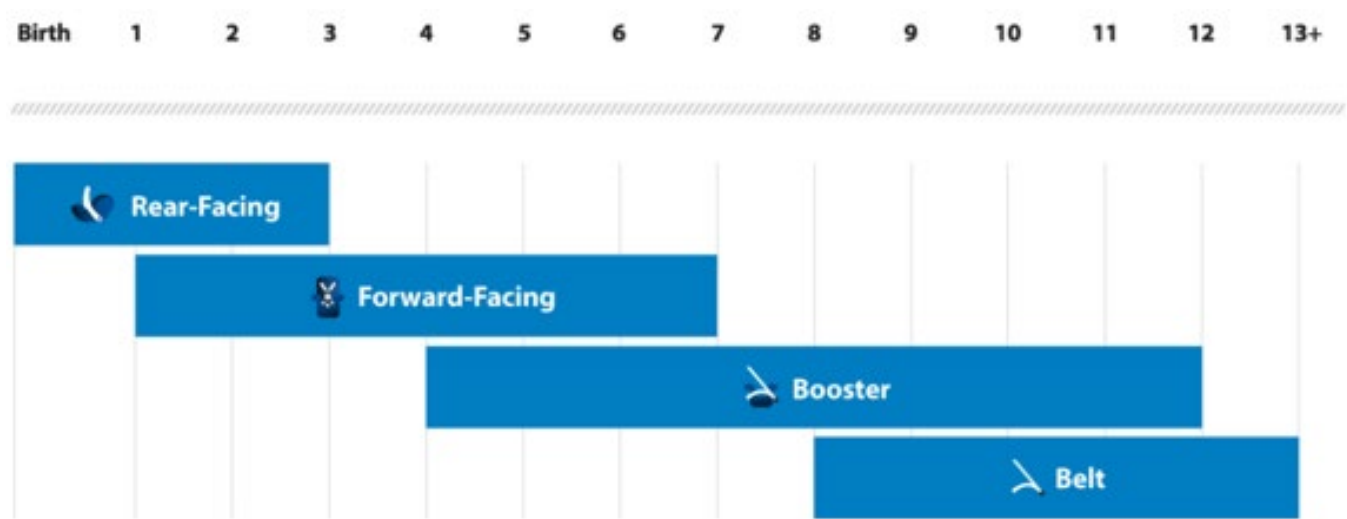 Birth 1 2 3 4 5 6 7 8 9 10 11 12 13+
Rear-Facing
Forward-Facing
Booster
Belt